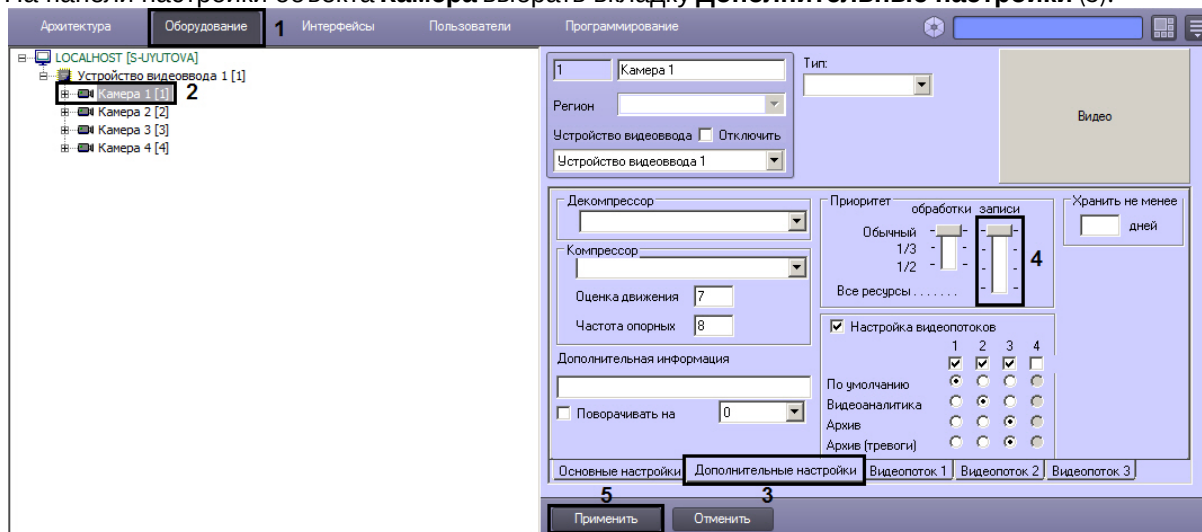 На панели настройки объекта Камера выбрать вкладку Дополнительные настройки (3).
Архитектура Оборудование 1 Интерфейсы Пользователи Программирование
LOCALHOST [S-UYUTOVA]
Устройство видеоввода 1 [1]
Камера 1 [1] 2
Камера 2 [2]
Камера 3 [3]
Камера 4 [4]
1 Камера 1
Тип:
Регион
Устройство видеоввода Отключить
Устройство видеоввода 1
Видео
Декомпрессор
Компрессор
Оценка движения 7
Частота опорных 8
Дополнительная информация
Поворачивать на 0
Приоритет
обработки записи
Обычный
1/3
1/2
4
Все ресурсы . . . . . . .
Хранить не менее
дней
Настройка видеопотоков
1 2 3 4
По умолчанию
Видеоаналитика
Архив
Архив (тревоги)
Основные настройки Дополнительные настройки Видеопоток 1 Видеопоток 2 Видеопоток 3
5 3
Применить Отменить